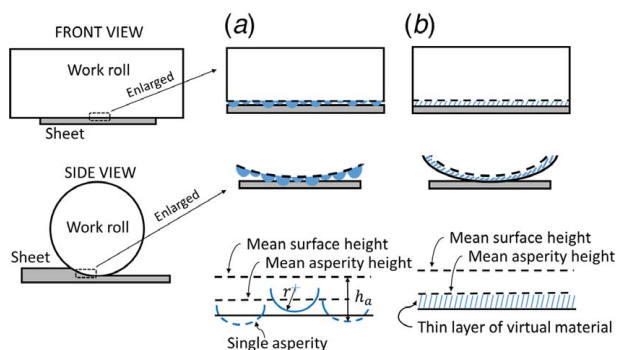 (a)
(b)
FRONT VIEW
Work roll
Enlarged
Sheet
SIDE VIEW
Work roll
Enlarged
Sheet
Mean surface height
Mean asperity height
r
hₐ
Single asperity
Mean surface height
Mean asperity height
Thin layer of virtual material